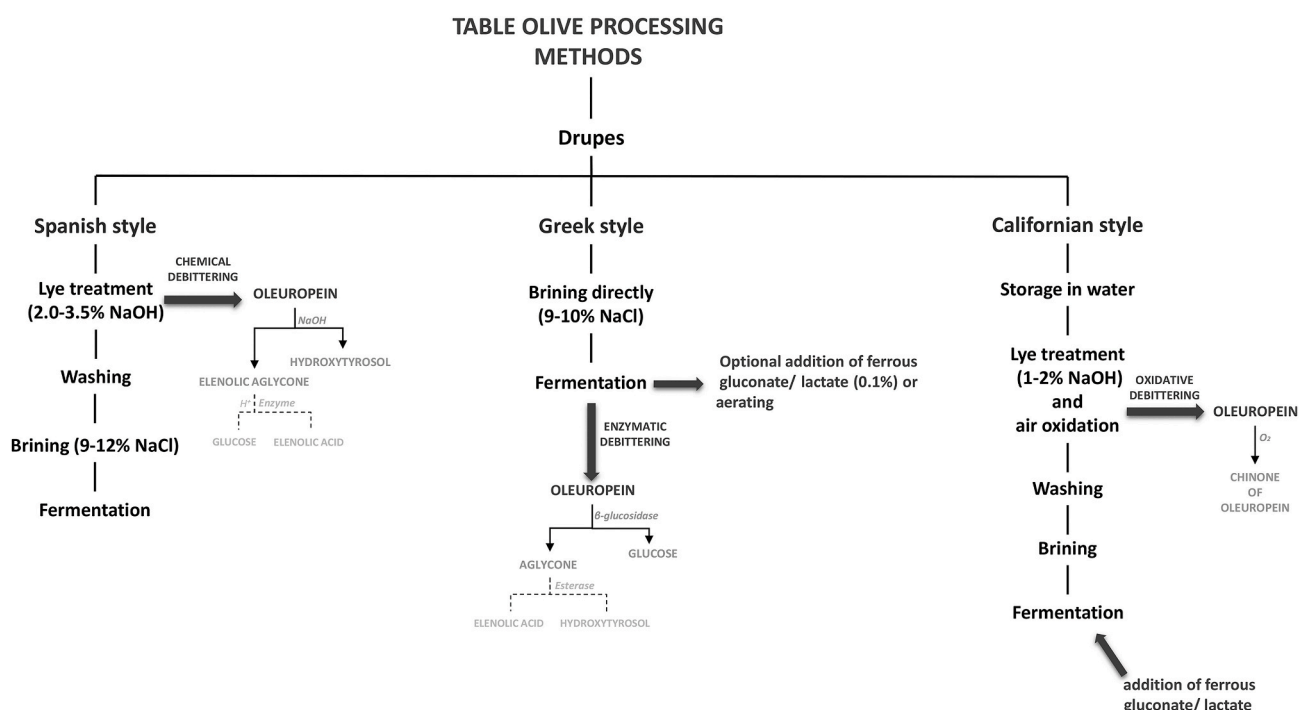 TABLE OLIVE PROCESSING
METHODS
Drupes
Spanish style
Lye treatment
(2.0-3.5% NaOH)
CHEMICAL
DEBITTERING
OLEUROPEIN
NaOH
HYDROXYTYROSOL
ELENOLIC AGLYCONE
H⁺ Enzyme
GLUCOSE
ELENOLIC ACID
Washing
Brining (9-12% NaCl)
Fermentation
Greek style
Brining directly
(9-10% NaCl)
Fermentation
Optional addition of ferrous
gluconate/ lactate (0.1%) or
aerating
ENZYMATIC
DEBITTERING
OLEUROPEIN
β-glucosidase
GLUCOSE
AGLYCONE
Esterase
ELENOLIC ACID
HYDROXYTYROSOL
Californian style
Storage in water
Lye treatment
(1-2% NaOH)
and
air oxidation
OXIDATIVE
DEBITTERING
OLEUROPEIN
O₂
CHINONE
OF
OLEUROPEIN
Washing
Brining
Fermentation
addition of ferrous
gluconate/ lactate